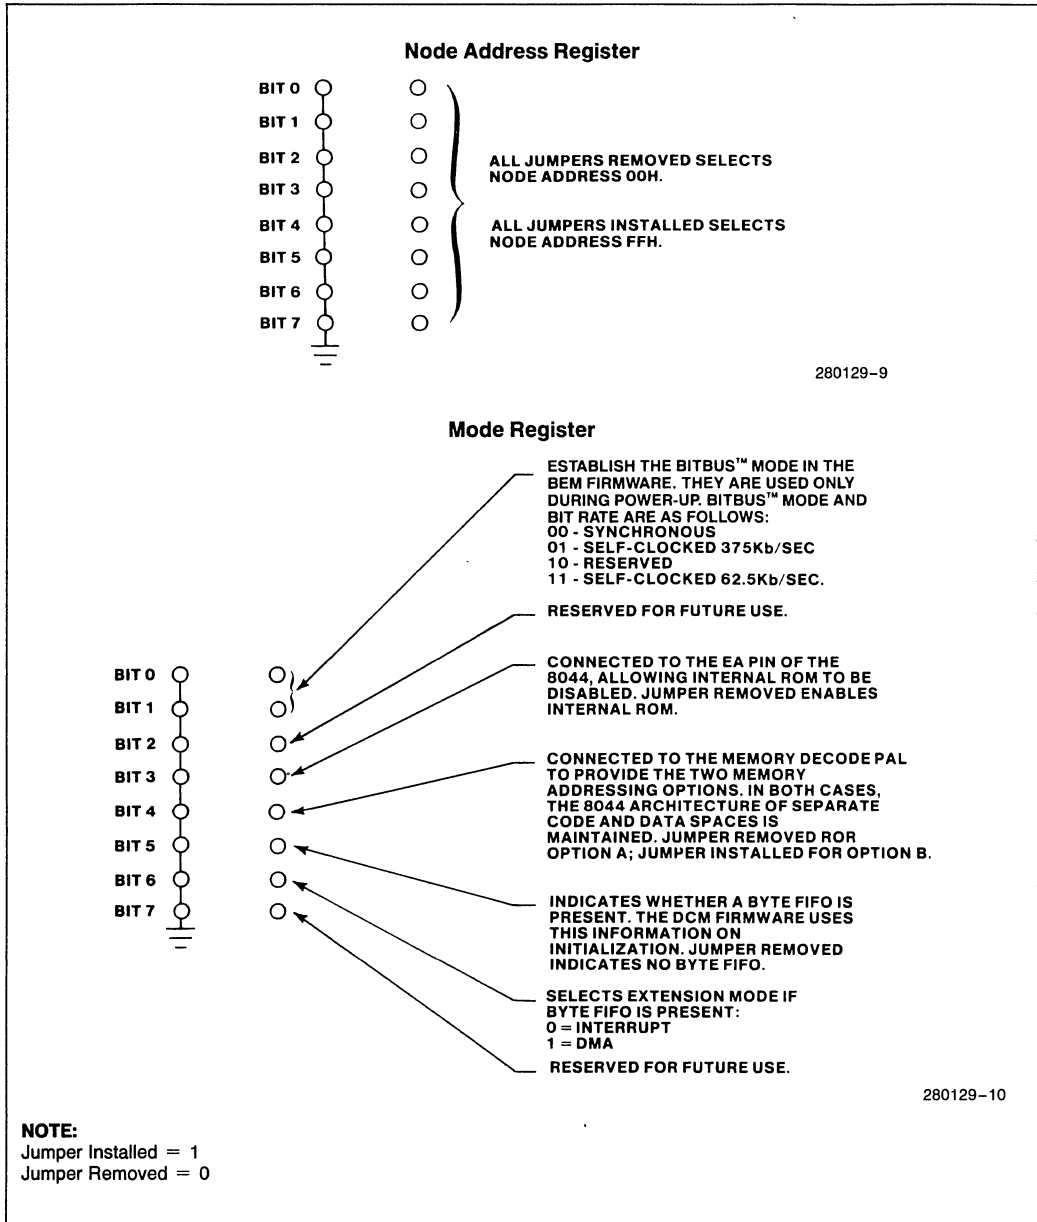 Node Address Register
BIT 0
BIT 1
BIT 2
BIT 3
BIT 4
BIT 5
BIT 6
BIT 7
ALL JUMPERS REMOVED SELECTS
NODE ADDRESS 00H.
ALL JUMPERS INSTALLED SELECTS
NODE ADDRESS FFH.
280129-9
Mode Register
ESTABLISH THE BITBUS™ MODE IN THE
BEM FIRMWARE. THEY ARE USED ONLY
DURING POWER-UP. BITBUS™ MODE AND
BIT RATE ARE AS FOLLOWS:
00 - SYNCHRONOUS
01 - SELF-CLOCKED 375Kb/SEC
10 - RESERVED
11 - SELF-CLOCKED 62.5Kb/SEC.
RESERVED FOR FUTURE USE.
BIT 0
BIT 1
BIT 2
BIT 3
BIT 4
BIT 5
BIT 6
BIT 7
CONNECTED TO THE EA PIN OF THE
8044, ALLOWING INTERNAL ROM TO BE
DISABLED. JUMPER REMOVED ENABLES
INTERNAL ROM.
CONNECTED TO THE MEMORY DECODE PAL
TO PROVIDE THE TWO MEMORY
ADDRESSING OPTIONS. IN BOTH CASES,
THE 8044 ARCHITECTURE OF SEPARATE
CODE AND DATA SPACES IS
MAINTAINED. JUMPER REMOVED ROR
OPTION A; JUMPER INSTALLED FOR OPTION B.
INDICATES WHETHER A BYTE FIFO IS
PRESENT. THE DCM FIRMWARE USES
THIS INFORMATION ON
INITIALIZATION. JUMPER REMOVED
INDICATES NO BYTE FIFO.
SELECTS EXTENSION MODE IF
BYTE FIFO IS PRESENT:
0 = INTERRUPT
1 = DMA
RESERVED FOR FUTURE USE.
280129-10
NOTE:
Jumper Installed = 1
Jumper Removed = 0